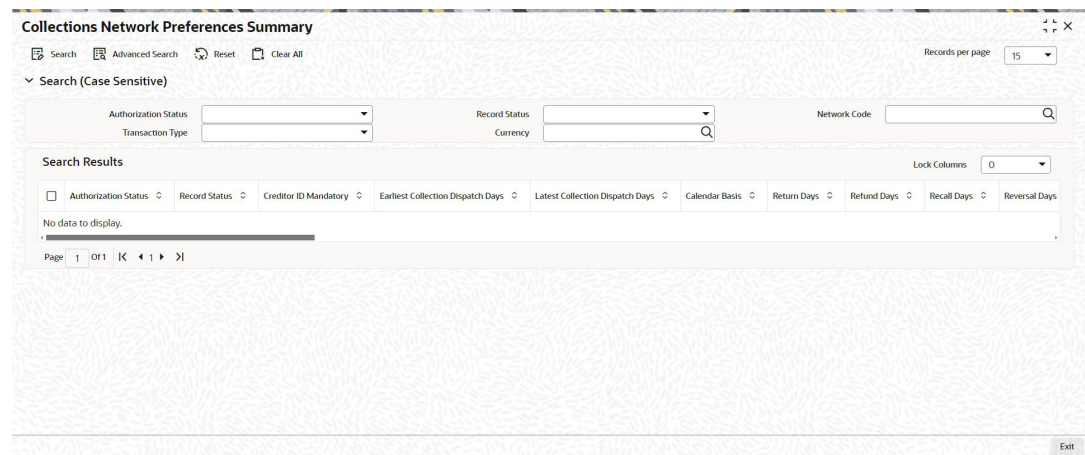 Collections Network Preferences Summary
Search Advanced Search Reset Clear All Records per page 15
Search (Case Sensitive)
Authorization Status Record Status Network Code
Transaction Type Currency
Search Results Lock Columns 0
Authorization Status Record Status Creditor ID Mandatory Earliest Collection Dispatch Days Latest Collection Dispatch Days Calendar Basis Return Days Refund Days Recall Days Reversal Days
No data to display.
Page 1 Of 1 1
Exit